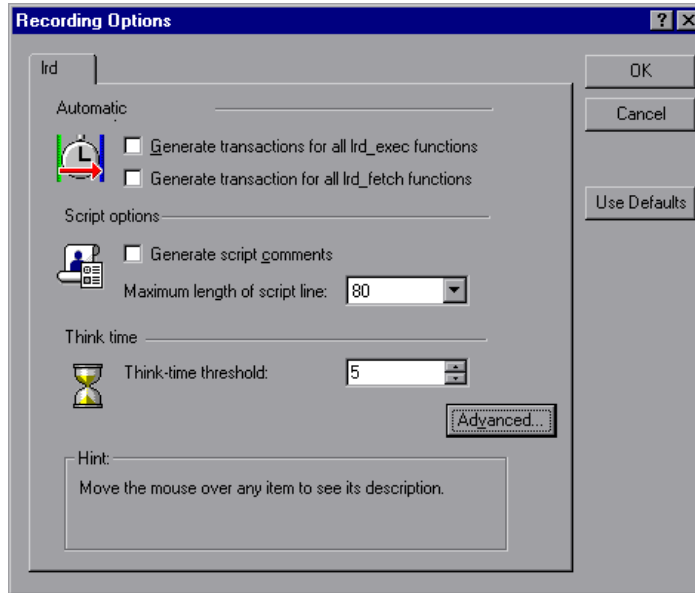 Recording Options
lrd
OK
Automatic
Cancel
Generate transactions for all lrd_exec functions
Generate transaction for all lrd_fetch functions
Use Defaults
Script options
Generate script comments
Maximum length of script line: 80
Think time
Think-time threshold: 5
Advanced...
Hint:
Move the mouse over any item to see its description.